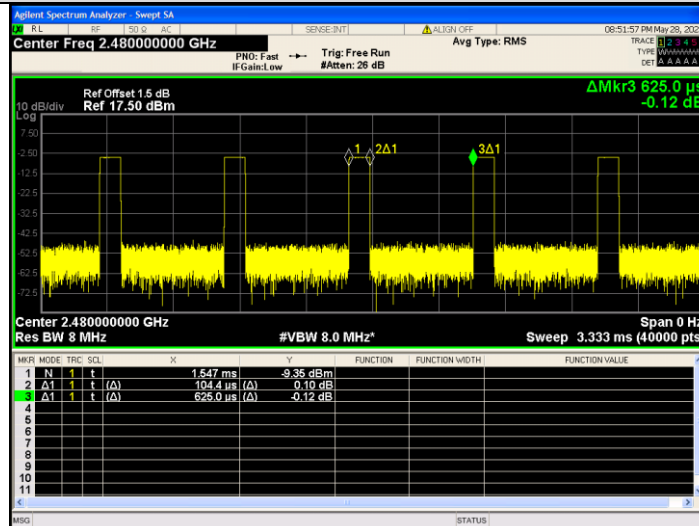 Agilent Spectrum Analyzer - Swept SA
RL RF 50 Ω AC SENSE:INT ALIGN OFF 08:51:57 PM May 28, 202
Center Freq 2.480000000 GHz
PNO: Fast
IFGain:Low
Trig: Free Run
#Atten: 26 dB
Avg Type: RMS
TRACE 1 2 3 4 5
TYPE
DET A A A A A
ΔMkr3 625.0 µs
-0.12 dB
Ref Offset 1.5 dB
10 dB/div Ref 17.50 dBm
Log
7.50
-2.50
-12.5
-22.5
-32.5
-42.5
-52.5
-62.5
-72.5
1 2Δ1 3Δ1
Center 2.480000000 GHz Span 0 Hz
Res BW 8 MHz #VBW 8.0 MHz* Sweep 3.333 ms (40000 pts
MKR MODE TRC SCL X Y FUNCTION FUNCTION WIDTH FUNCTION VALUE
1 N 1 t 1.547 ms -9.35 dBm
2 Δ1 1 t (Δ) 104.4 µs (Δ) 0.10 dB
3 Δ1 1 t (Δ) 625.0 µs (Δ) -0.12 dB
4
5
6
7
8
9
10
11
MSG STATUS